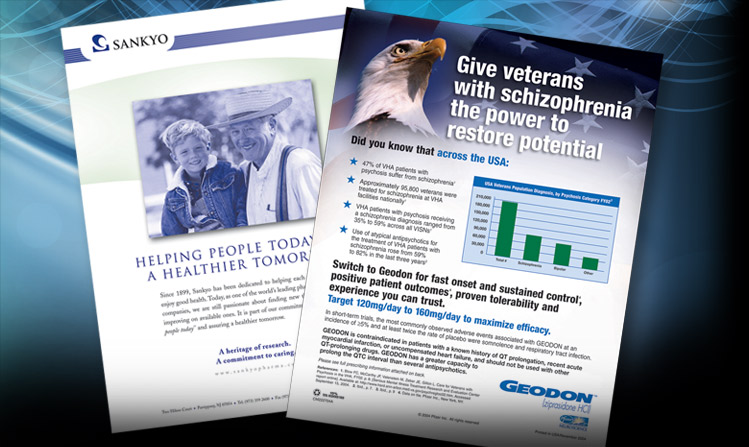 SANKYO
HELPING PEOPLE TODAY
A HEALTHIER TOMOR
Since 1899, Sankyo has been dedicated to helping each
enjoy good health. Today, as one of the world's leading ph
companies, we are still passionate about finding new
improving on available ones. It is part of our commitm
people today" and assuring a healthier tomorrow.
A heritage of research.
A commitment to caring.
www.sankyopharma.co
Two Hilton Court • Parsippany, NJ 07054 • Tel: (973) 359-2600 •
Give veterans
with schizophrenia
the power to
restore potential
Did you know that across the USA:
★ 47% of VHA patients with
psychosis suffer from schizophrenia
★ Approximately 95,800 veterans were
treated for schizophrenia at VHA
facilities nationally
★ VHA patients with psychosis receiving
a schizophrenia diagnosis ranged from
35% to 59% across all VISNs
★ Use of atypical antipsychotics for
the treatment of VHA patients with
schizophrenia rose from 59%
to 82% in the last three years
USA Veterans Population Diagnosis, by Psychosis Category FY02
210,000
180,000
150,000
120,000
90,000
60,000
30,000
0
Total # Schizophrenia Bipolar Other
Switch to Geodon for fast onset and sustained control,
positive patient outcomes, proven tolerability and
experience you can trust.
Target 120mg/day to 160mg/day to maximize efficacy.
In short-term trials, the most commonly observed adverse events associated with GEODON at an
incidence of ≥5% and at least twice the rate of placebo were somnolence and respiratory tract infection.
GEODON is contraindicated in patients with a known history of QT prolongation, recent acute
myocardial infarction, or uncompensated heart failure, and should not be used with other
QT-prolonging drugs. GEODON has a greater capacity to
prolong the QTC interval than several antipsychotics.
Please see full prescribing information attached on back.
GEODON
(ziprasidone HCl)
Pfizer